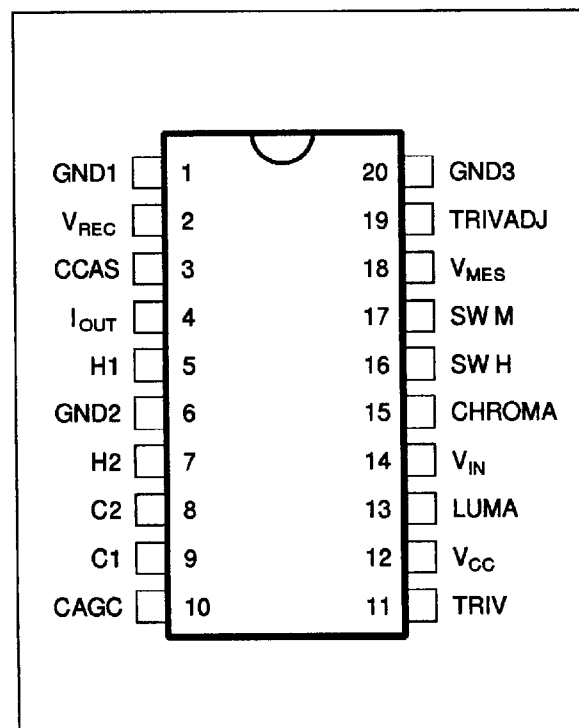 GND1 1 20 GND3
VREC 2 19 TRIVADJ
CCAS 3 18 VMES
IOUT 4 17 SW M
H1 5 16 SW H
GND2 6 15 CHROMA
H2 7 14 VIN
C2 8 13 LUMA
C1 9 12 VCC
CAGC 10 11 TRIV